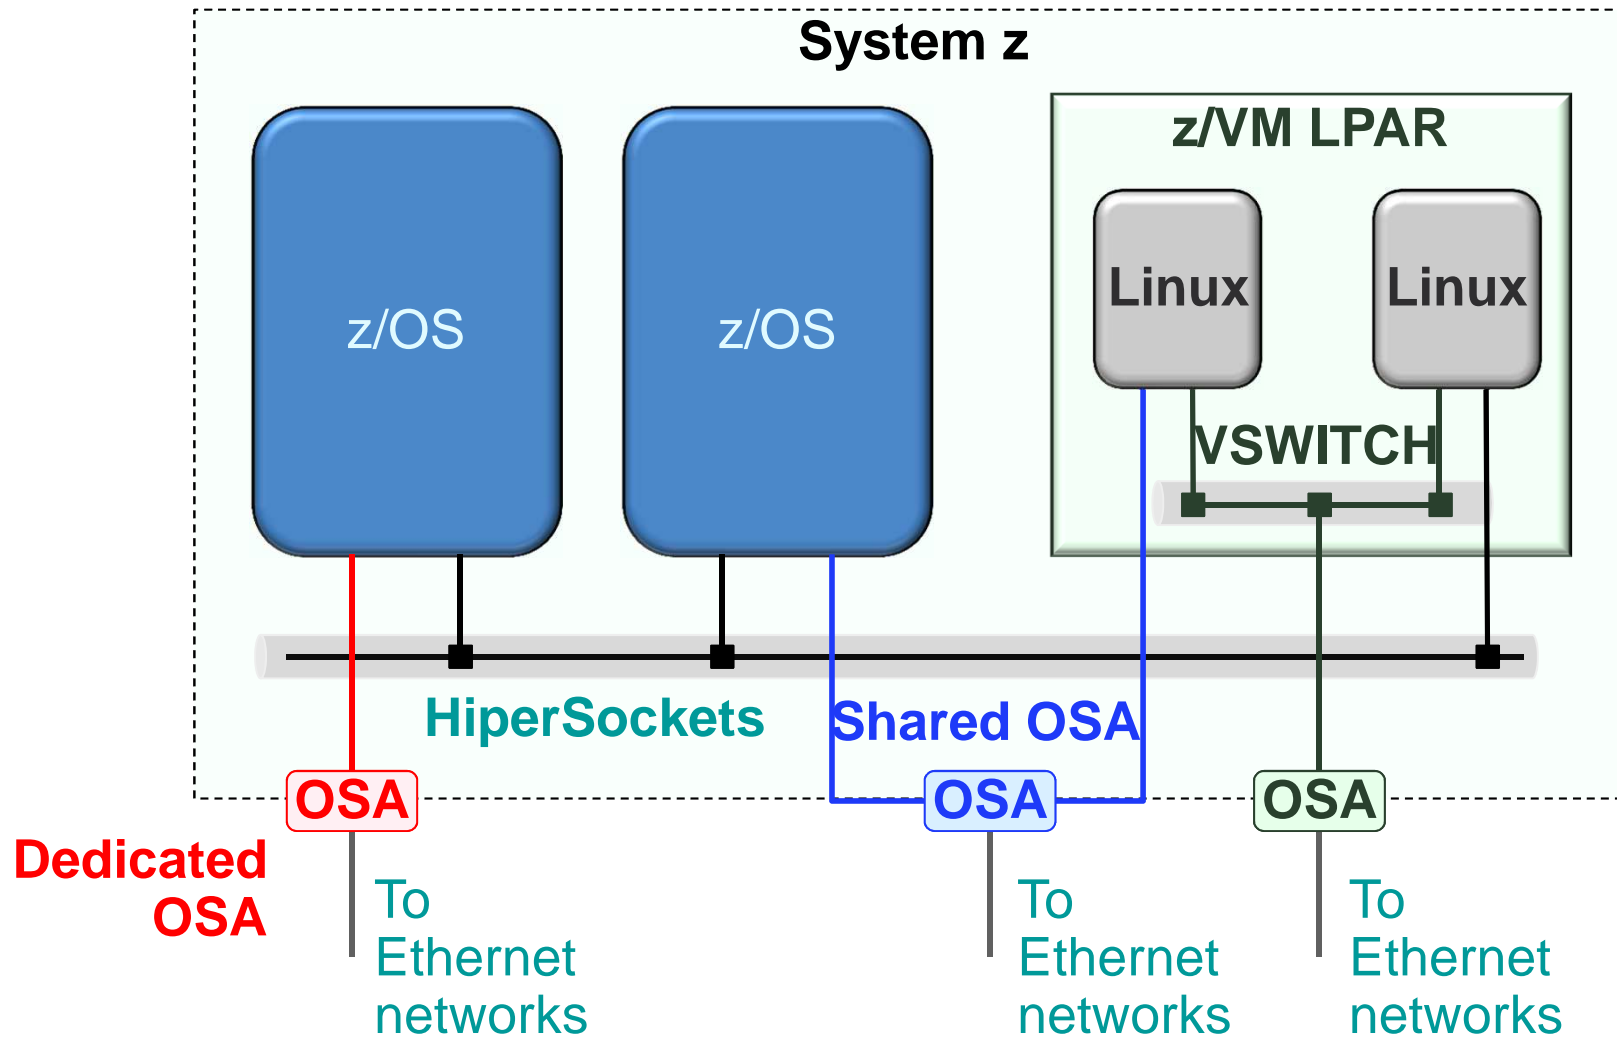 System z
z/VM LPAR
z/OS
z/OS
Linux
Linux
VSWITCH
HiperSockets
Shared OSA
OSA
OSA
OSA
Dedicated
OSA
To
Ethernet
networks
To
Ethernet
networks
To
Ethernet
networks